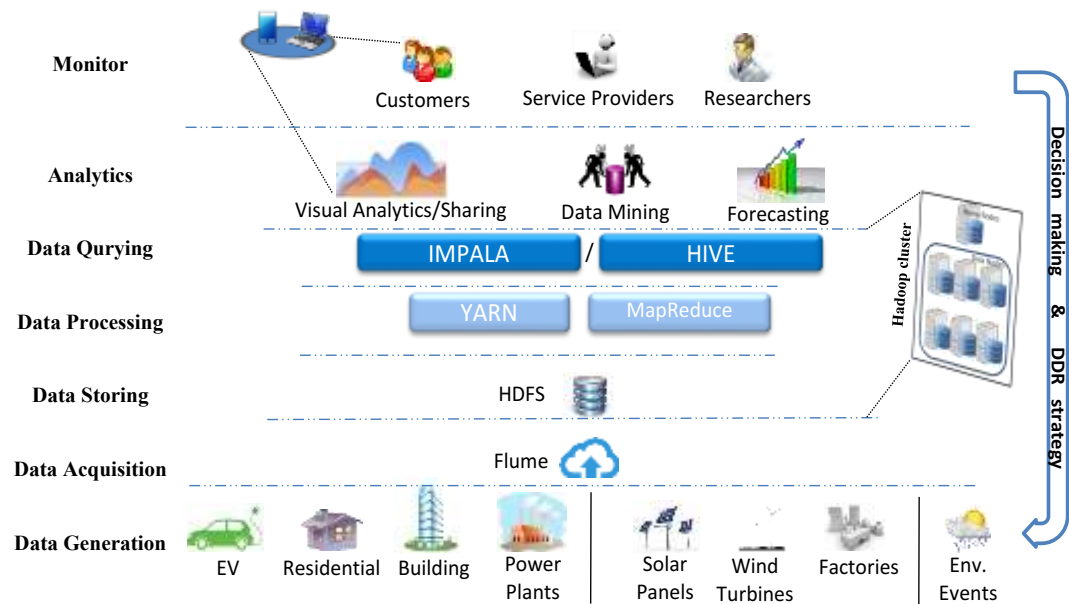 Monitor
Customers
Service Providers
Researchers
Analytics
Visual Analytics/Sharing
Data Mining
Forecasting
Data Qurying
IMPALA
/
HIVE
Data Processing
YARN
MapReduce
Data Storing
HDFS
Data Acquisition
Flume
Data Generation
EV
Residential
Building
Power
Plants
Solar
Panels
Wind
Turbines
Factories
Env.
Events
Hadoop cluster
Decision making & DDR strategy